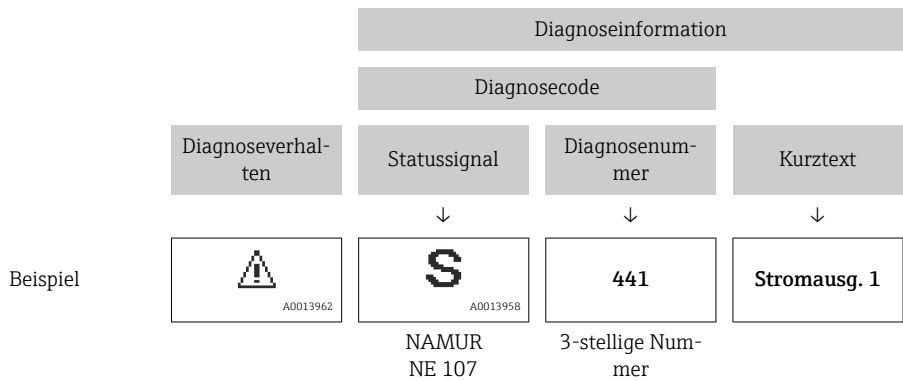 Diagnoseinformation
Diagnosecode
Diagnoseverhal-
ten
Statussignal
Diagnosenum-
mer
Kurztext
↓ ↓ ↓
Beispiel
A0013962
S
A0013958
441
Stromausg. 1
NAMUR
NE 107
3-stellige Num-
mer